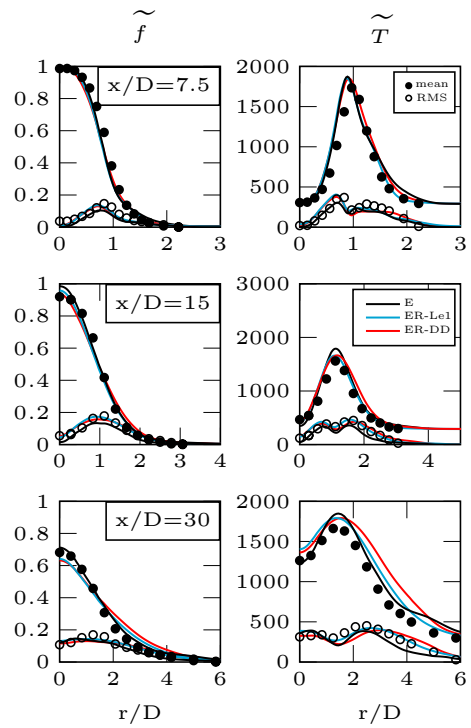 f T
1 2000
0.8 1500
0.6 1000
0.4 500
0.2 0
0
x/D=7.5
mean
RMS
0 1 2 3 0 1 2 3
1 3000
0.8 2000
0.6 1000
0.4 0
0.2
0
x/D=15
E
ER-Le1
ER-DD
0 1 2 3 4 0 2 4
1 2000
0.8 1500
0.6 1000
0.4 500
0.2 0
0
x/D=30
0 2 4 6 0 2 4 6
r/D r/D